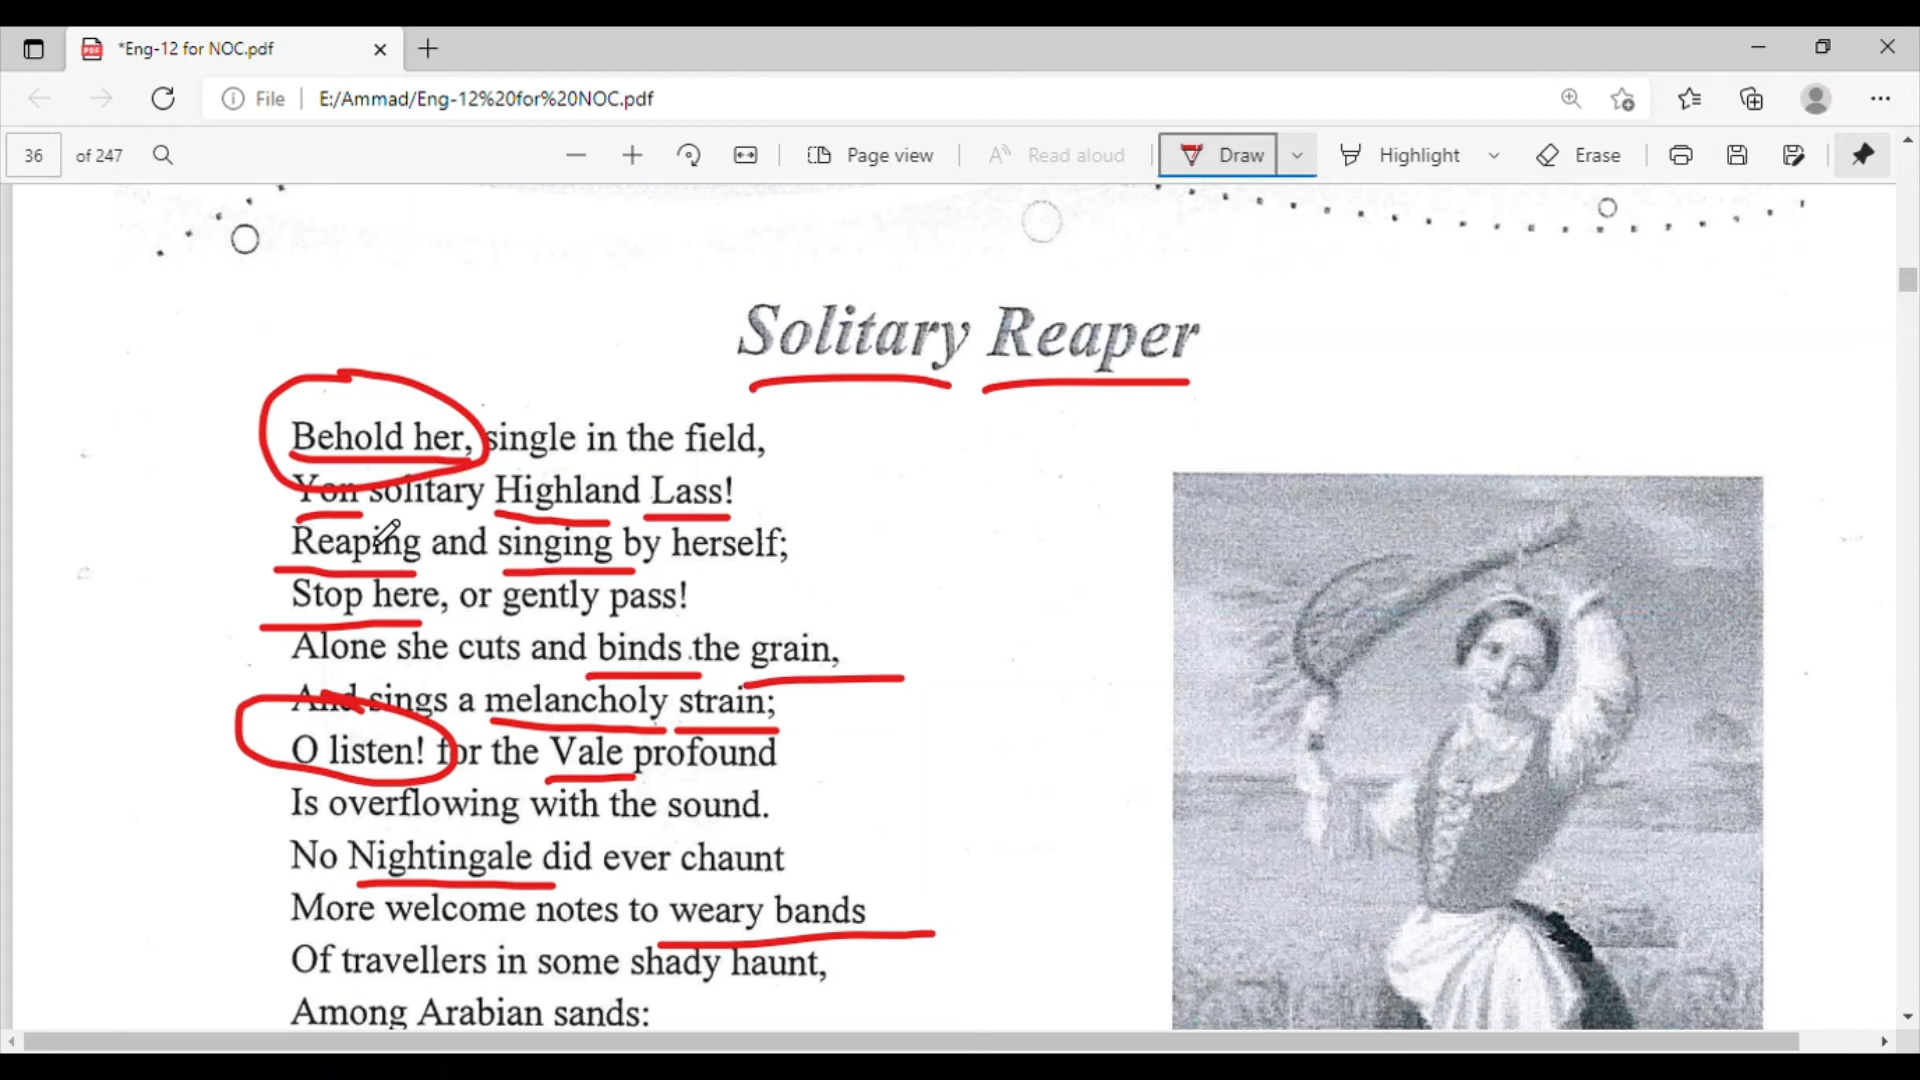 *Eng-12 for NOC.pdf
File E:/Ammad/Eng-12%20for%20NOC.pdf
36 of 247 Page view Read aloud Draw Highlight Erase
Solitary Reaper
Behold her, single in the field,
Yon solitary Highland Lass!
Reaping and singing by herself;
Stop here, or gently pass!
Alone she cuts and binds the grain,
And sings a melancholy strain;
O listen! for the Vale profound
Is overflowing with the sound.
No Nightingale did ever chaunt
More welcome notes to weary bands
Of travellers in some shady haunt,
Among Arabian sands: